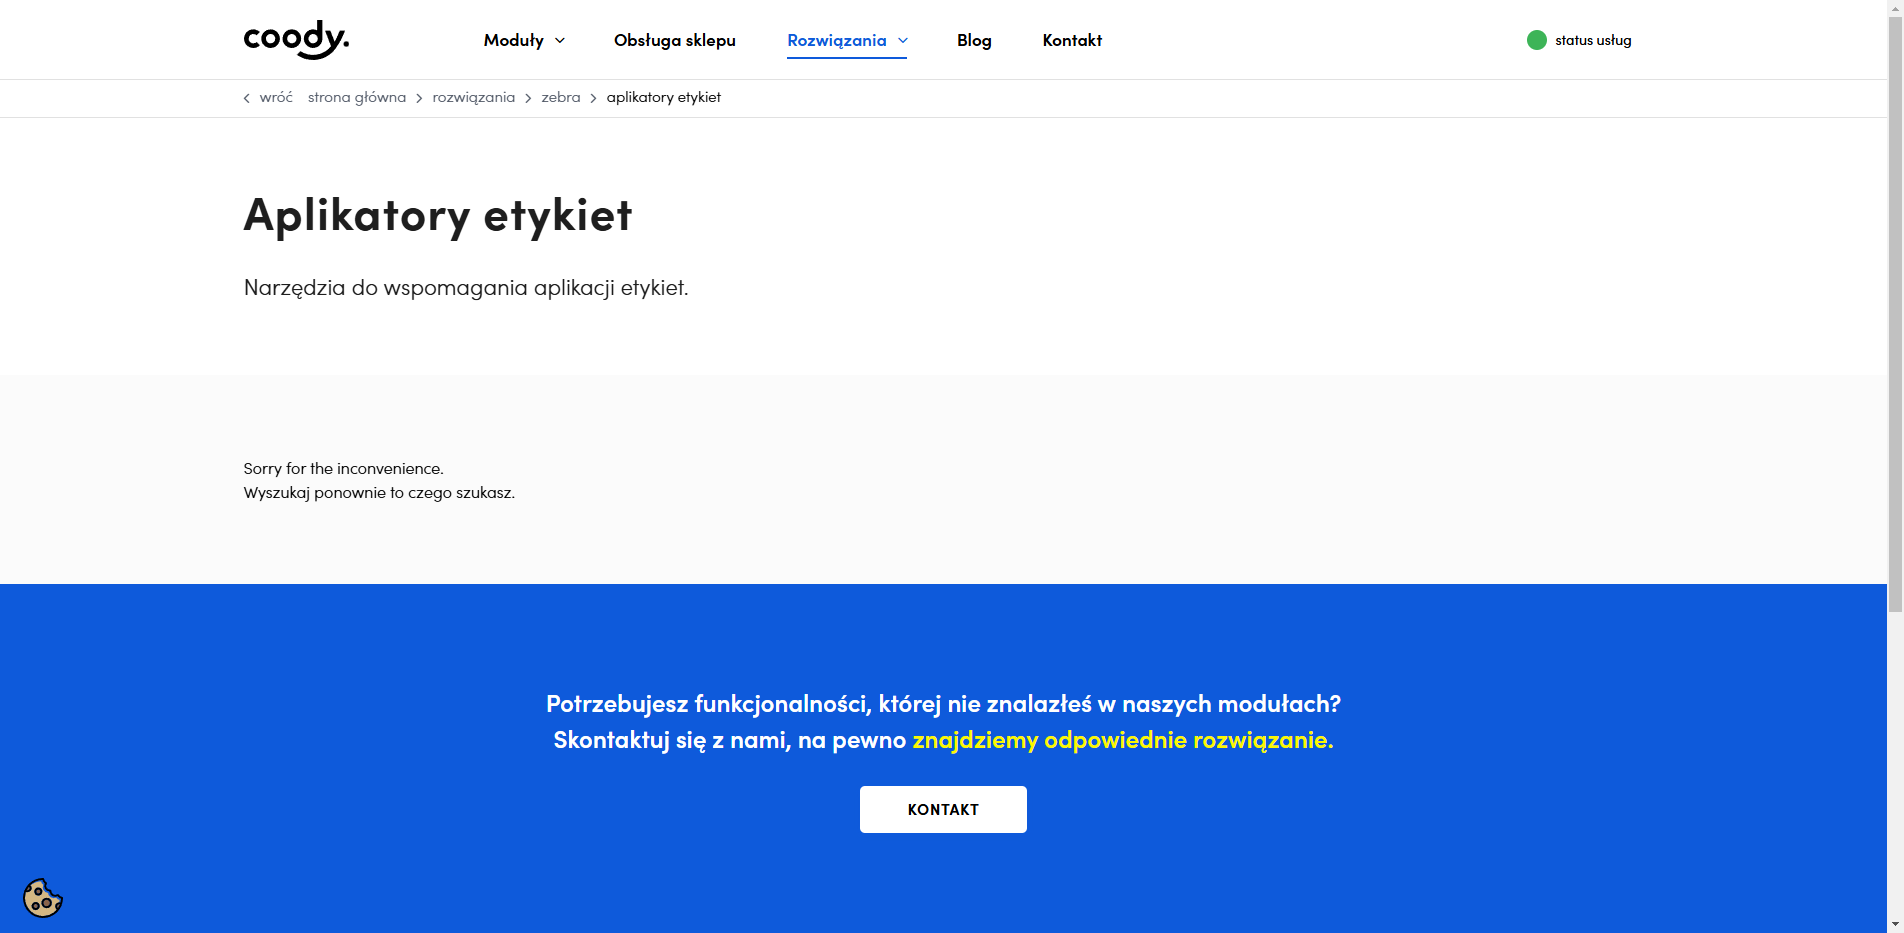 coody.
Moduły
Obsługa sklepu
Rozwiązania
Blog
Kontakt
status usług
wróć strona główna rozwiązania zebra aplikatory etykiet
Aplikatory etykiet
Narzędzia do wspomagania aplikacji etykiet.
Sorry for the inconvenience.
Wyszukaj ponownie to czego szukasz.
Potrzebujesz funkcjonalności, której nie znalazłeś w naszych modułach?
Skontaktuj się z nami, na pewno znajdziemy odpowiednie rozwiązanie.
KONTAKT